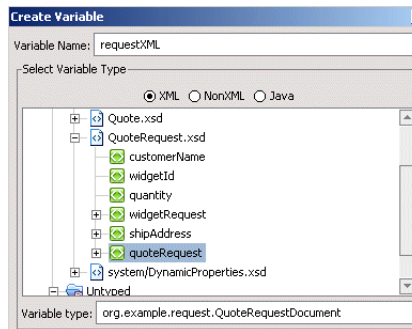 Create Variable
Variable Name: requestXML
Select Variable Type
XML NonXML Java
Quote.xsd
QuoteRequest.xsd
customerName
widgetId
quantity
widgetRequest
shipAddress
quoteRequest
system/DynamicProperties.xsd
Untyped
Variable type: org.example.request.QuoteRequestDocument